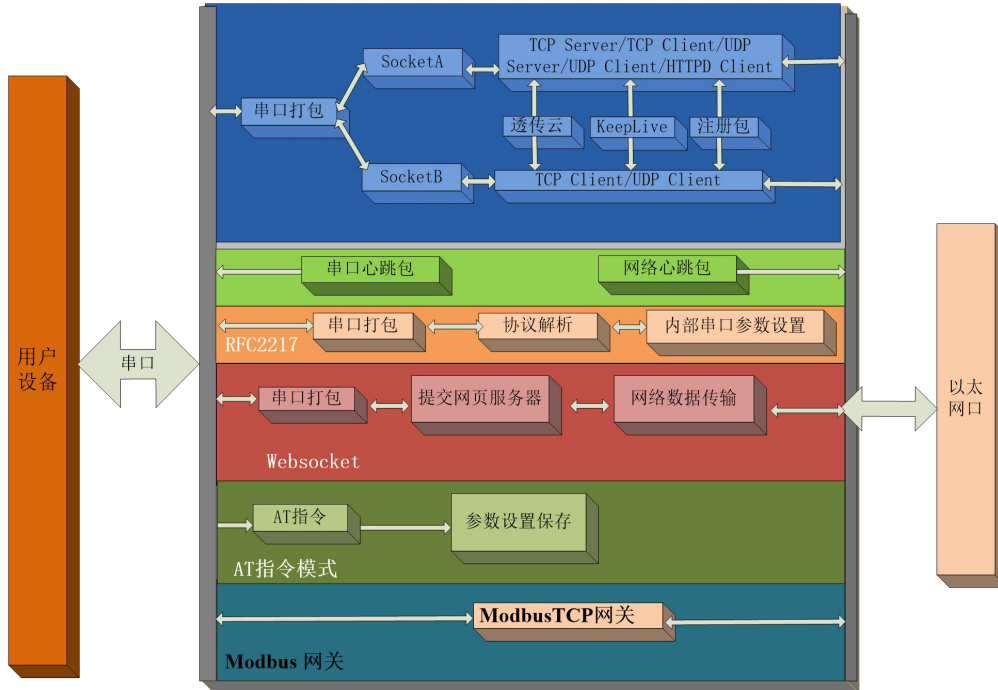 用户
设备
串口
串口打包
SocketA
SocketB
TCP Server/TCP Client/UDP
Server/UDP Client/HTTPD Client
透传云
KeepLive
注册包
TCP Client/UDP Client
串口心跳包
网络心跳包
串口打包
协议解析
内部串口参数设置
RFC2217
串口打包
提交网页服务器
网络数据传输
Websocket
AT指令
参数设置保存
AT指令模式
ModbusTCP网关
Modbus 网关
以太
网口